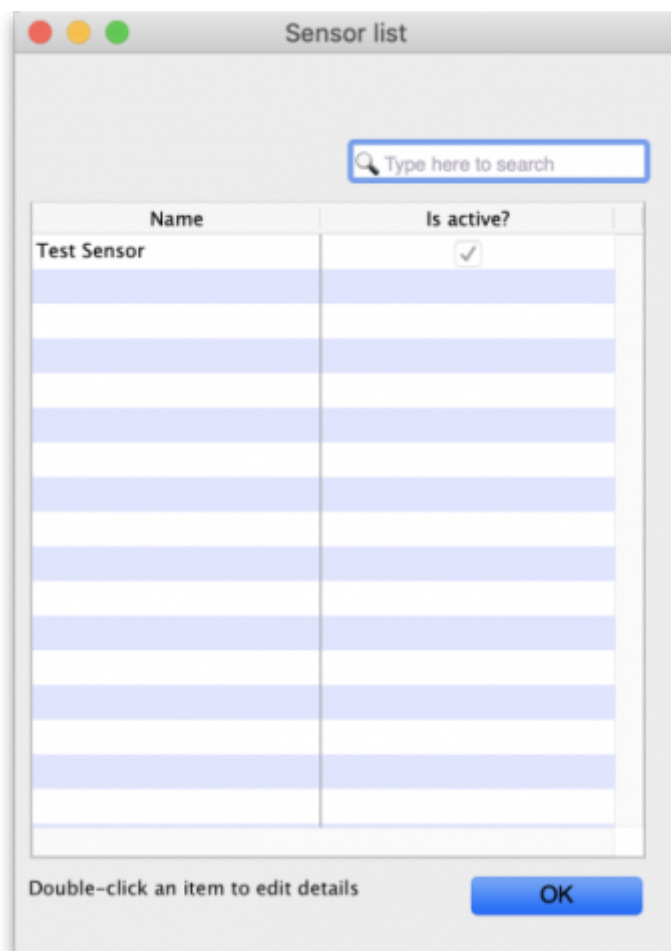 Sensor list
Type here to search
Name Is active?
Test Sensor
Double-click an item to edit details
OK